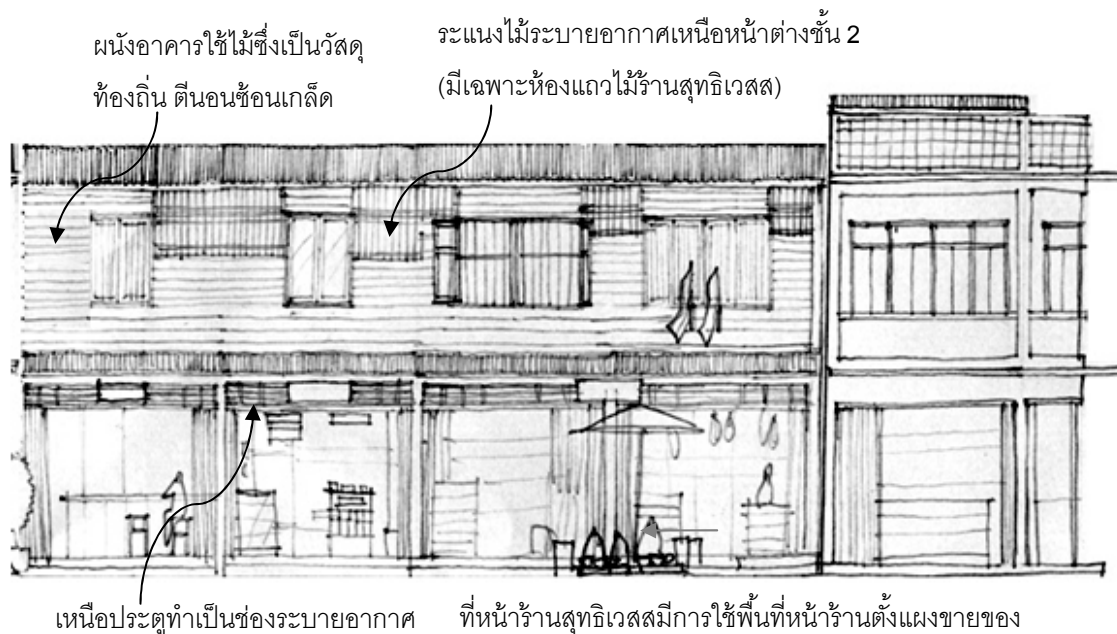 ผนังอาคารใช้ไม้ซึ่งเป็นวัสดุ
ท้องถิ่น ตีนอนซ้อนเกล็ด
ระแนงไม้ระบายอากาศเหนือหน้าต่างชั้น 2
(มีเฉพาะห้องแถวไม้ร้านสุทธิเวสส)
เหนือประตูทำเป็นช่องระบายอากาศ
ที่หน้าร้านสุทธิเวสสมีการใช้พื้นที่หน้าร้านตั้งแผงขายของ